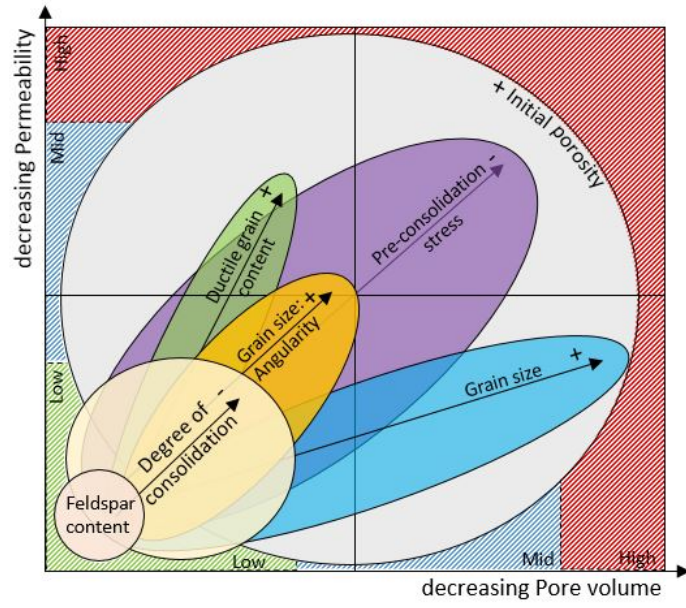 decreasing Permeability
High
Mid
Low
+ Initial porosity
Pre-consolidation -
stress
Ductile grain +
content
Grain size: +
Angularity
Grain size +
Degree of -
consolidation
Feldspar
content
Low
Mid
High
decreasing Pore volume